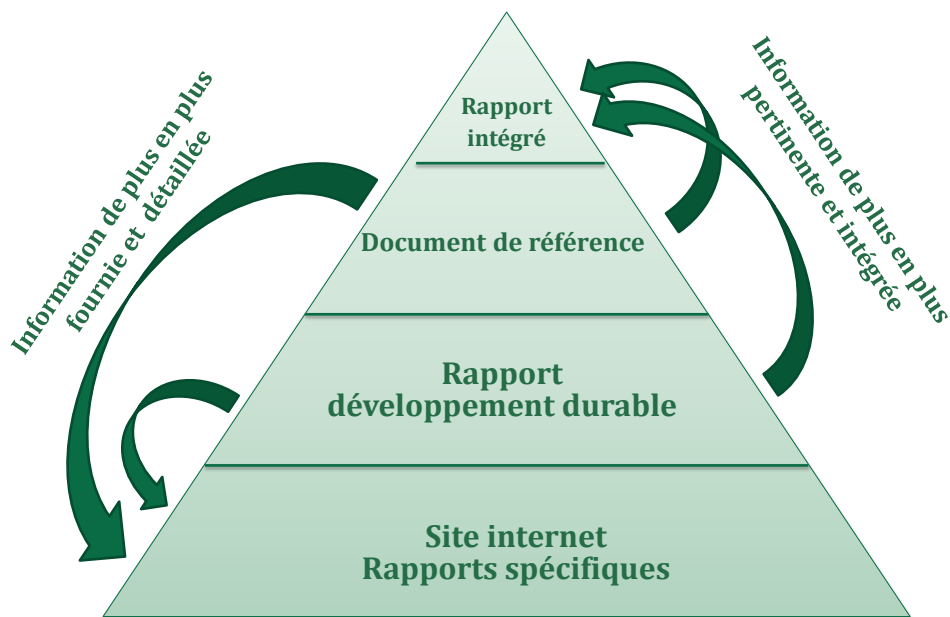 Information de plus en plus
fournie et détaillée
Information de plus en plus
pertinente et intégrée
Rapport
intégré
Document de référence
Rapport
développement durable
Site internet
Rapports spécifiques